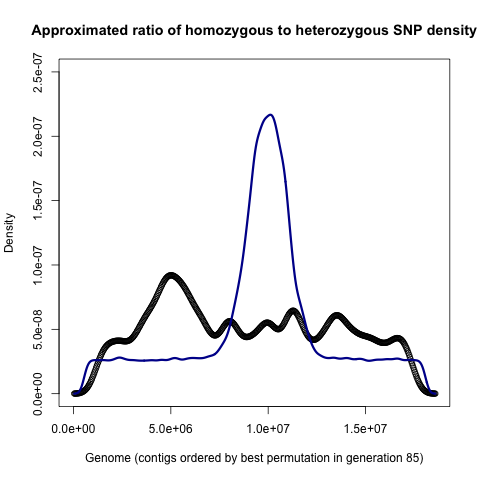 Approximated ratio of homozygous to heterozygous SNP density
2.5e-07
2.0e-07
1.5e-07
1.0e-07
5.0e-08
0.0e+00
Density
0.0e+00 5.0e+06 1.0e+07 1.5e+07
Genome (contigs ordered by best permutation in generation 85)